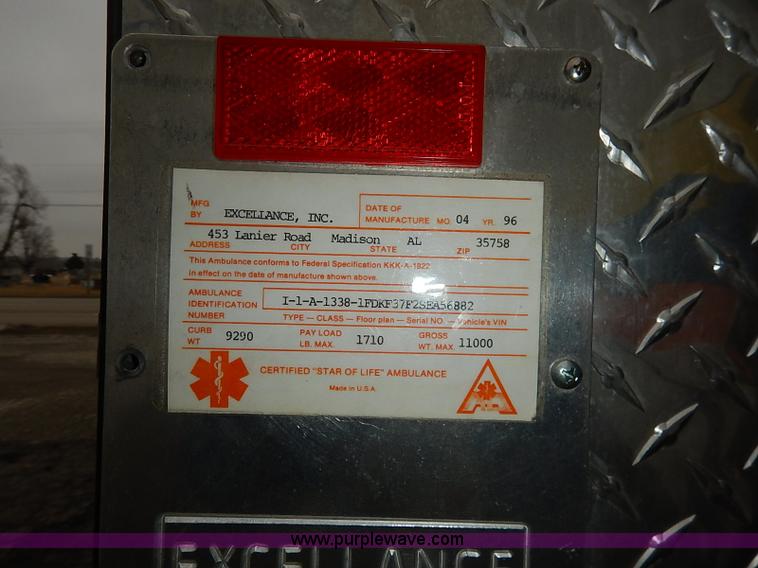 MFG BY EXCELLANCE, INC. DATE OF MANUFACTURE MO. 04 YR. 96
453 Lanier Road Madison AL 35758
ADDRESS CITY STATE ZIP
This Ambulance conforms to Federal Specification KKK-A-1822
in effect on the date of manufacture shown above.
AMBULANCE IDENTIFICATION NUMBER I-1-A-1338-1FDKF37F2SEA56882
TYPE — CLASS — Floor plan — Serial NO. — Vehicle's VIN
CURB WT 9290 PAY LOAD LB. MAX. 1710 GROSS WT. MAX. 11000
CERTIFIED "STAR OF LIFE" AMBULANCE
Made in U.S.A.
www.purplewave.com
EXCELLANCE